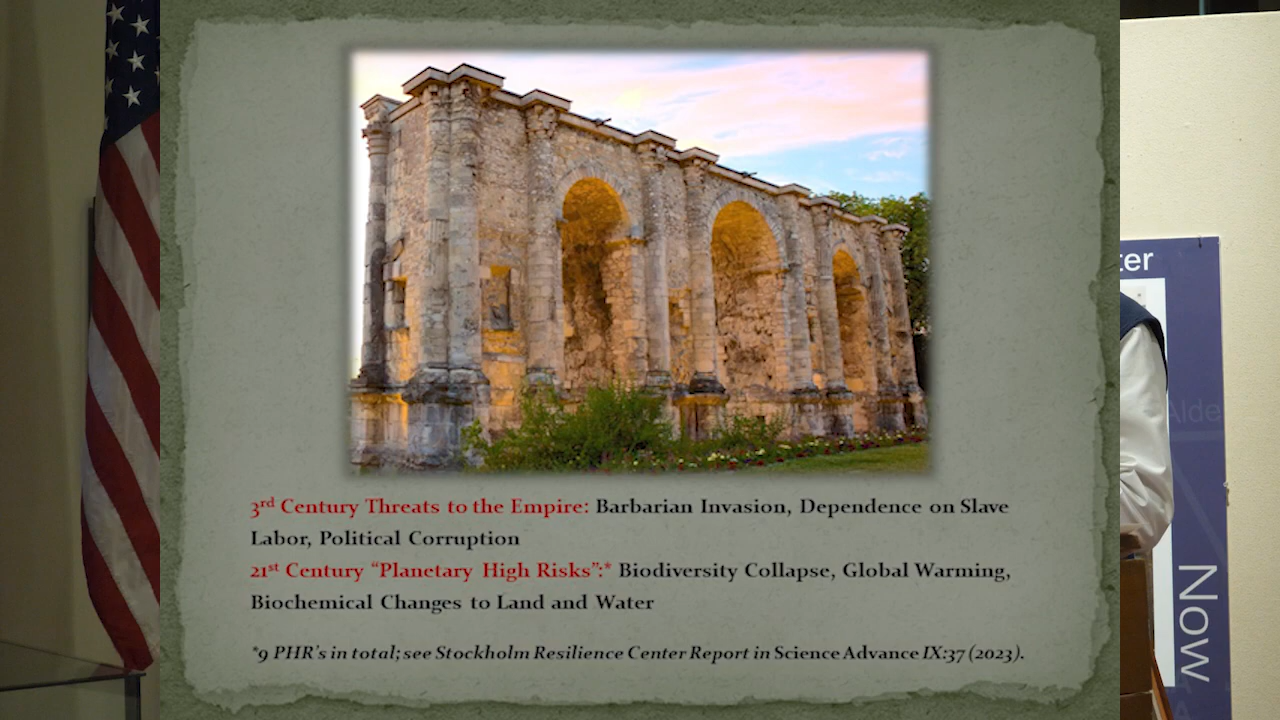 3rd Century Threats to the Empire: Barbarian Invasion, Dependence on Slave
Labor, Political Corruption
21st Century “Planetary High Risks”:* Biodiversity Collapse, Global Warming,
Biochemical Changes to Land and Water
*9 PHR's in total; see Stockholm Resilience Center Report in Science Advance IX:37 (2023).
ter
Alde
Now